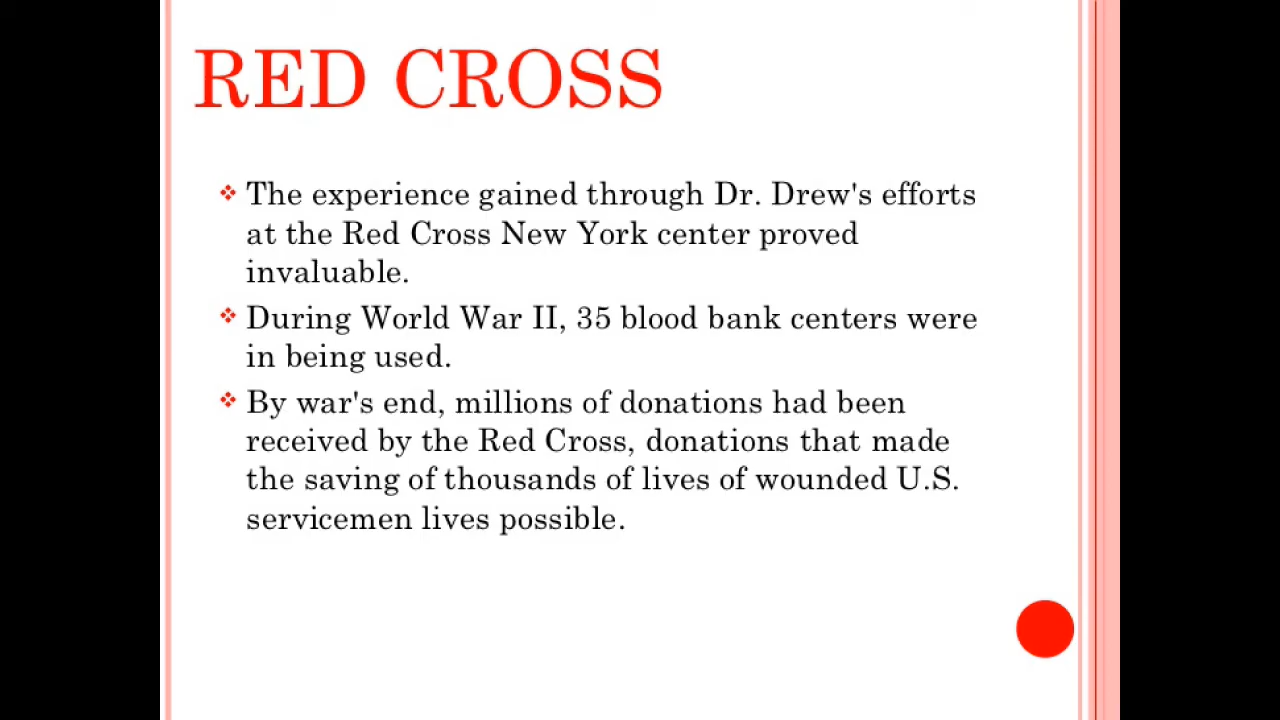 RED CROSS
The experience gained through Dr. Drew's efforts
at the Red Cross New York center proved
invaluable.
During World War II, 35 blood bank centers were
in being used.
By war's end, millions of donations had been
received by the Red Cross, donations that made
the saving of thousands of lives of wounded U.S.
servicemen lives possible.